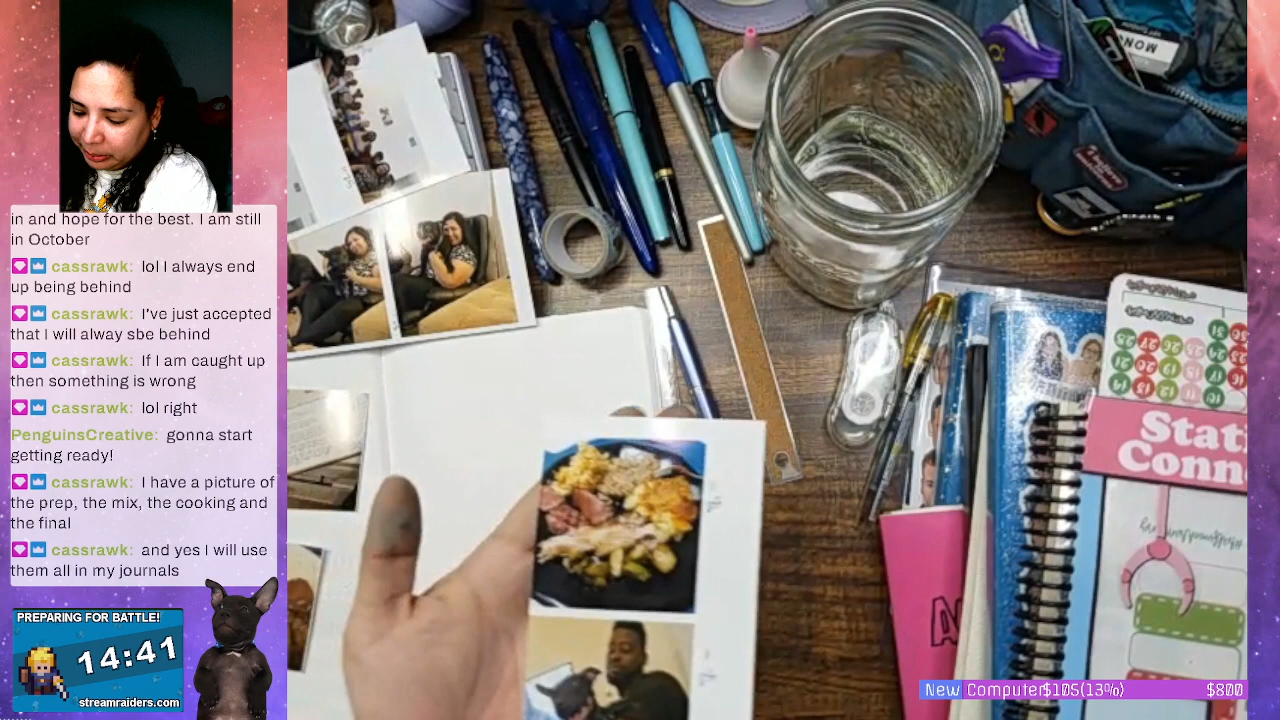 in and hope for the best. I am still
in October
cassrawk: lol I always end
up being behind
cassrawk: I've just accepted
that I will alway sbe behind
cassrawk: If I am caught up
then something is wrong
cassrawk: lol right
PenguinsCreative: gonna start
getting ready!
cassrawk: I have a picture of
the prep, the mix, the cooking and
the final
cassrawk: and yes I will use
them all in my journals
PREPARING FOR BATTLE!
14:41
streamraiders.com
MONO
Stati
Conn
New Computer$105(13%)
$800